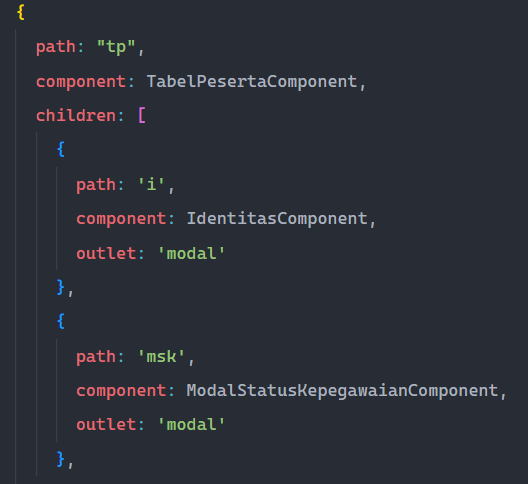 {
path: "tp",
component: TabelPesertaComponent,
children: [
{
path: 'i',
component: IdentitasComponent,
outlet: 'modal'
},
{
path: 'msk',
component: ModalStatusKepegawaianComponent,
outlet: 'modal'
},